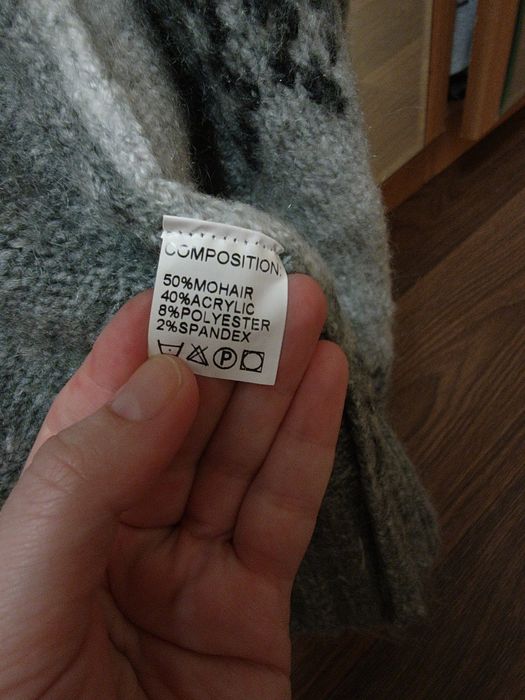 COMPOSITION:
50%MOHAIR
40%ACRYLIC
8%POLYESTER
2%SPANDEX
P